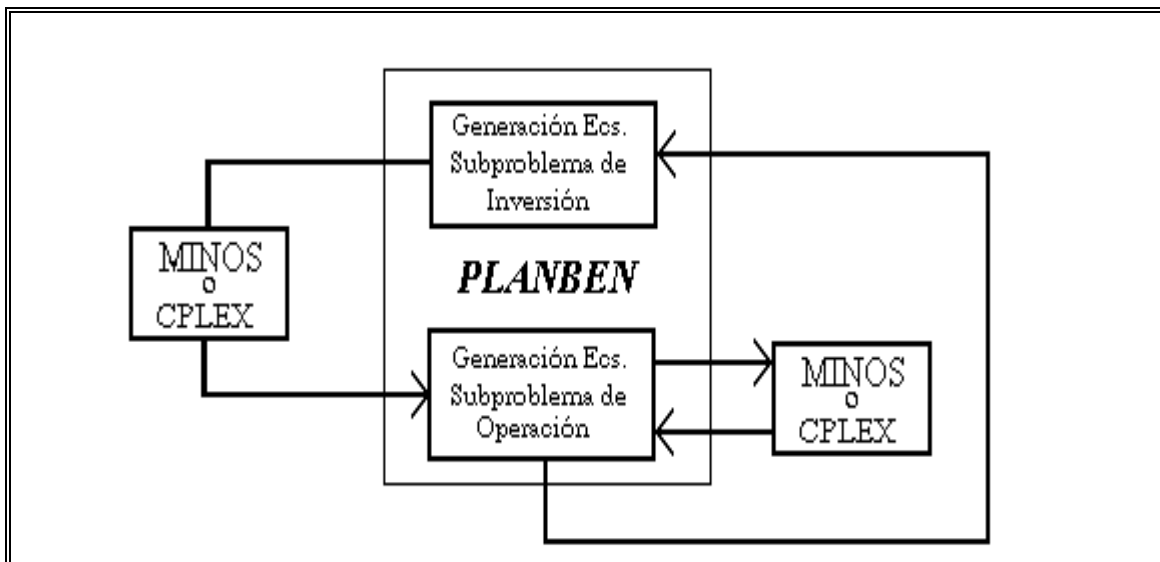 Generación Ecs.
Subproblema de
Inversión
MINOS
o
CPLEX
PLANBEN
Generación Ecs.
Subproblema de
Operación
MINOS
o
CPLEX